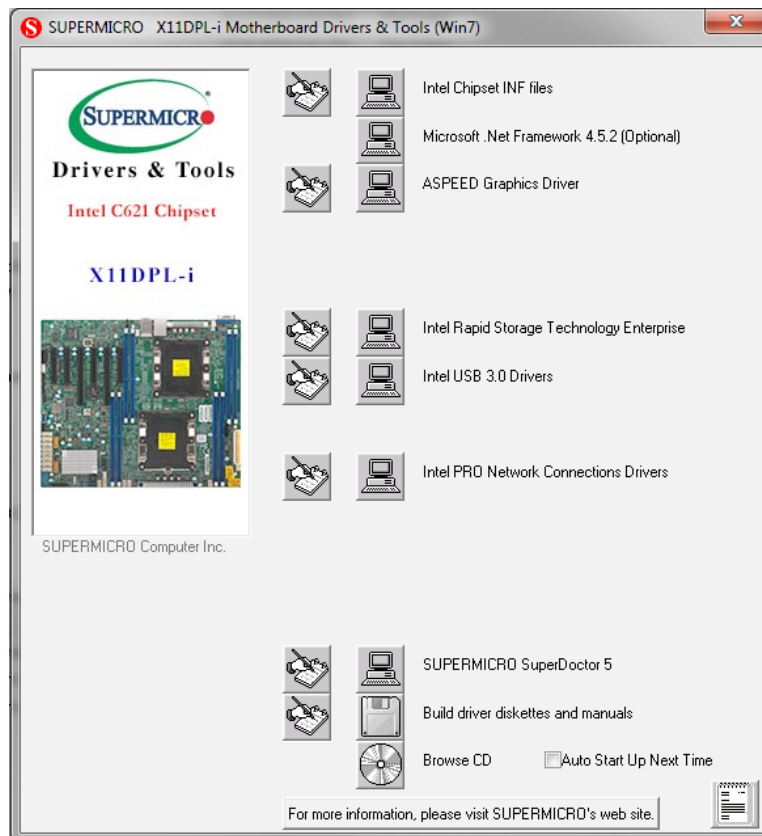 SUPERMICRO X11DPL-i Motherboard Drivers & Tools (Win7)
SUPERMICRO
Drivers & Tools
Intel C621 Chipset
X11DPL-i
SUPERMICRO Computer Inc.
Intel Chipset INF files
Microsoft .Net Framework 4.5.2 (Optional)
ASPEED Graphics Driver
Intel Rapid Storage Technology Enterprise
Intel USB 3.0 Drivers
Intel PRO Network Connections Drivers
SUPERMICRO SuperDoctor 5
Build driver diskettes and manuals
Browse CD Auto Start Up Next Time
For more information, please visit SUPERMICRO's web site.